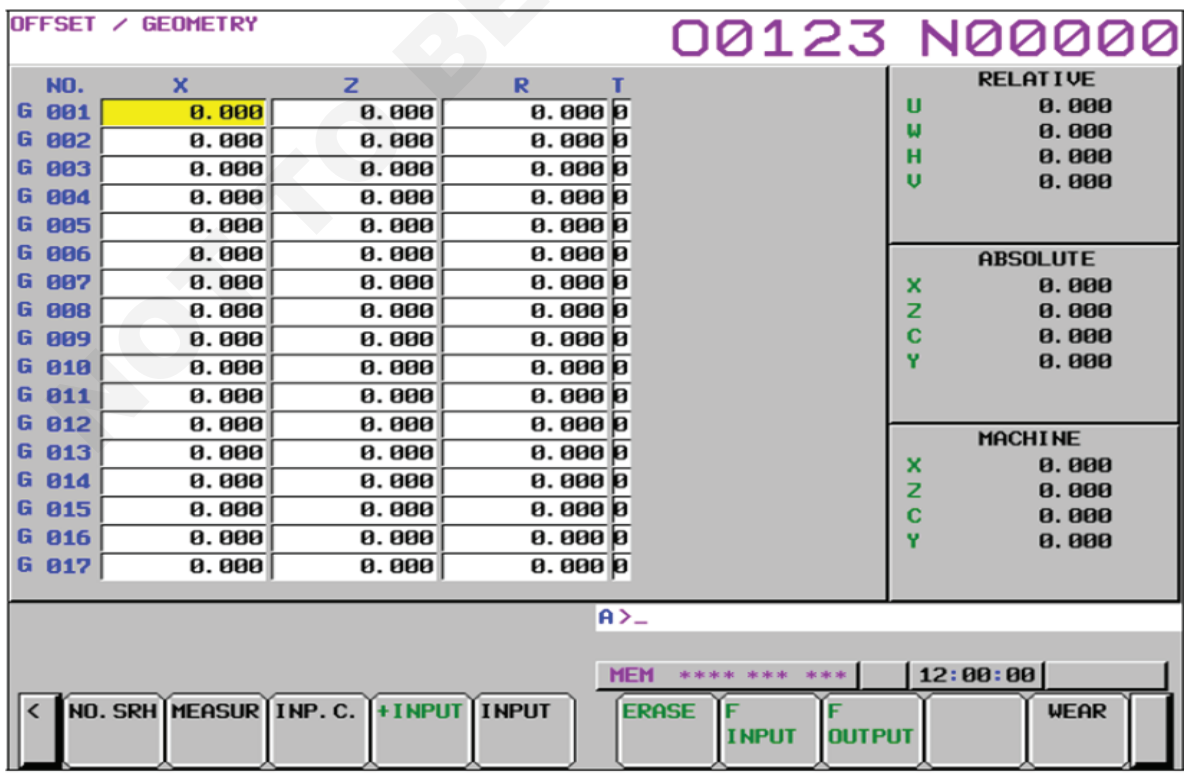 OFFSET / GEOMETRY
O0123 N00000
NO. X Z R T
G 001 0.000 0.000 0.000 0
G 002 0.000 0.000 0.000 0
G 003 0.000 0.000 0.000 0
G 004 0.000 0.000 0.000 0
G 005 0.000 0.000 0.000 0
G 006 0.000 0.000 0.000 0
G 007 0.000 0.000 0.000 0
G 008 0.000 0.000 0.000 0
G 009 0.000 0.000 0.000 0
G 010 0.000 0.000 0.000 0
G 011 0.000 0.000 0.000 0
G 012 0.000 0.000 0.000 0
G 013 0.000 0.000 0.000 0
G 014 0.000 0.000 0.000 0
G 015 0.000 0.000 0.000 0
G 016 0.000 0.000 0.000 0
G 017 0.000 0.000 0.000 0
RELATIVE
U 0.000
W 0.000
H 0.000
V 0.000
ABSOLUTE
X 0.000
Z 0.000
C 0.000
Y 0.000
MACHINE
X 0.000
Z 0.000
C 0.000
Y 0.000
A>_
MEM **** *** *** 12:00:00
< NO.SRH MEASUR INP.C. +INPUT INPUT ERASE F INPUT F OUTPUT WEAR
NOT TO BE